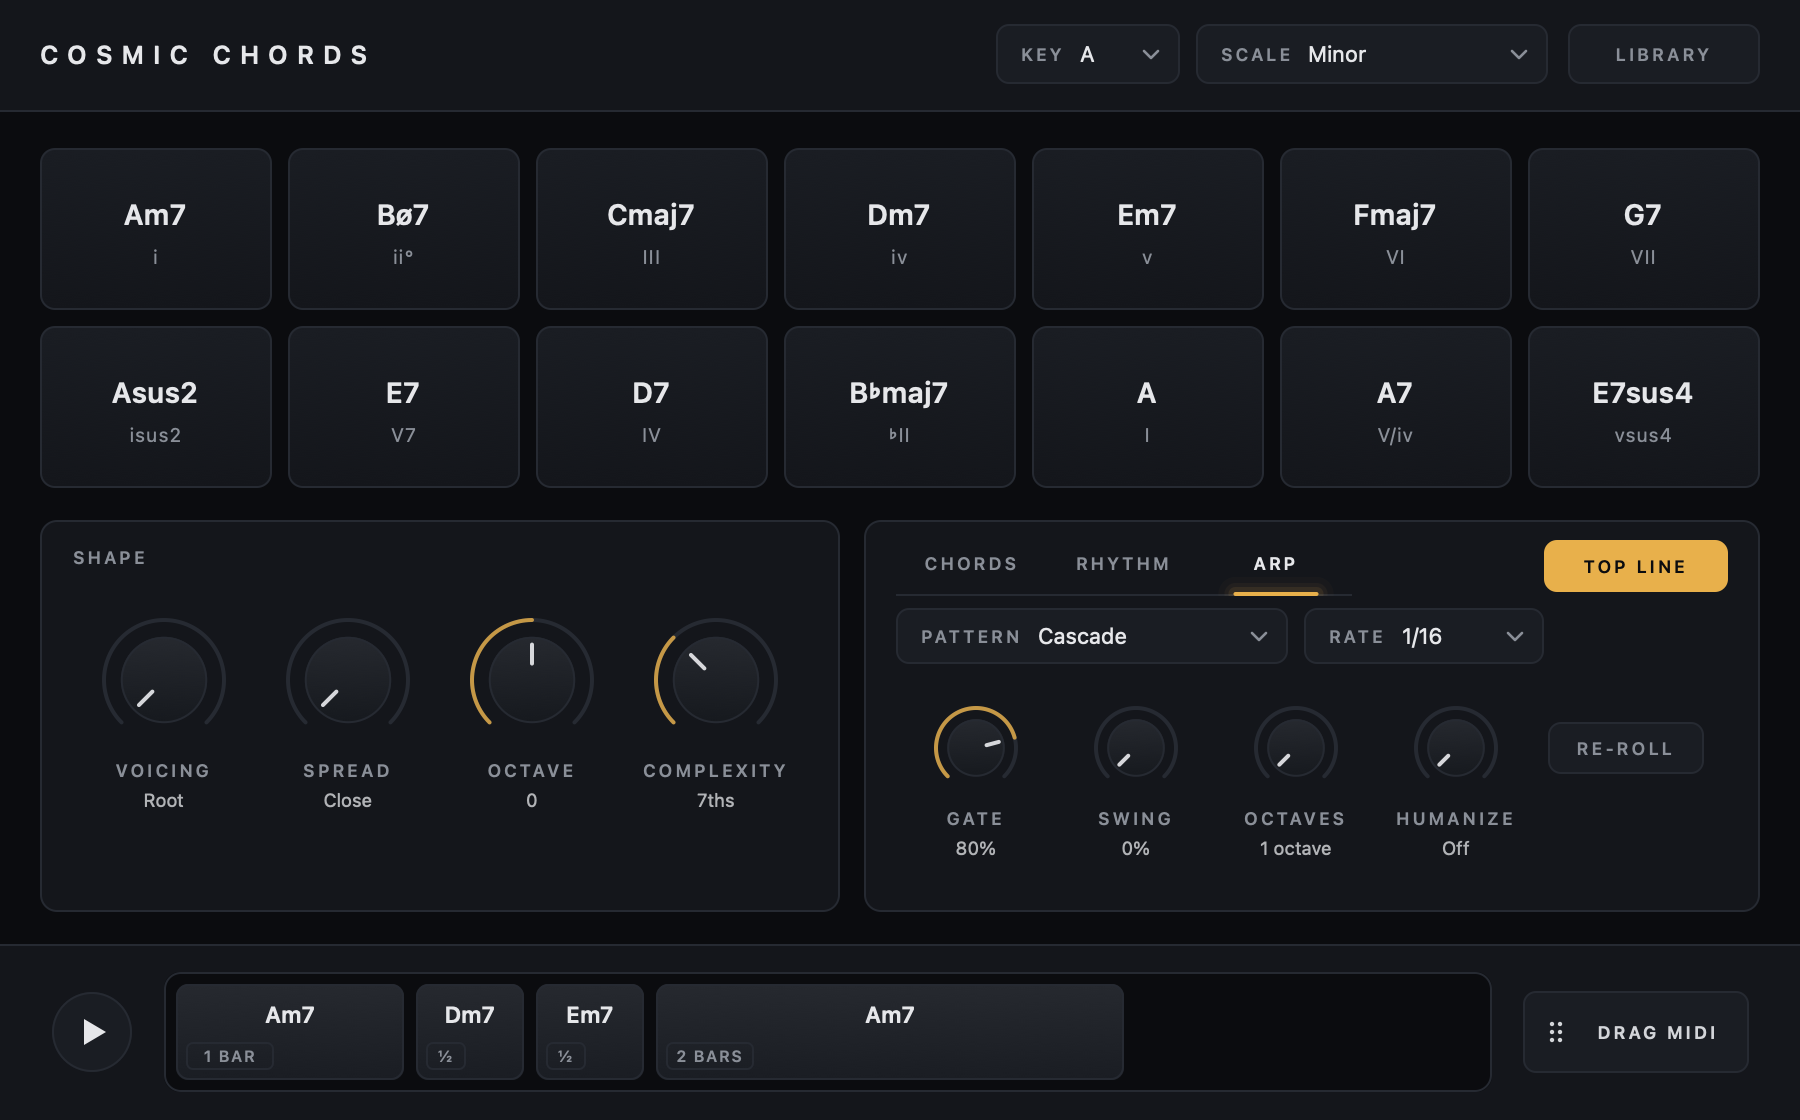 COSMIC CHORDS
KEY A
SCALE Minor
LIBRARY
Am7
i
Bø7
ii°
Cmaj7
III
Dm7
iv
Em7
v
Fmaj7
VI
G7
VII
Asus2
isus2
E7
V7
D7
IV
B♭maj7
♭II
A
I
A7
V/iv
E7sus4
vsus4
SHAPE
VOICING
Root
SPREAD
Close
OCTAVE
0
COMPLEXITY
7ths
CHORDS
RHYTHM
ARP
TOP LINE
PATTERN Cascade
RATE 1/16
GATE
80%
SWING
0%
OCTAVES
1 octave
HUMANIZE
Off
RE-ROLL
Am7
1 BAR
Dm7
½
Em7
½
Am7
2 BARS
DRAG MIDI